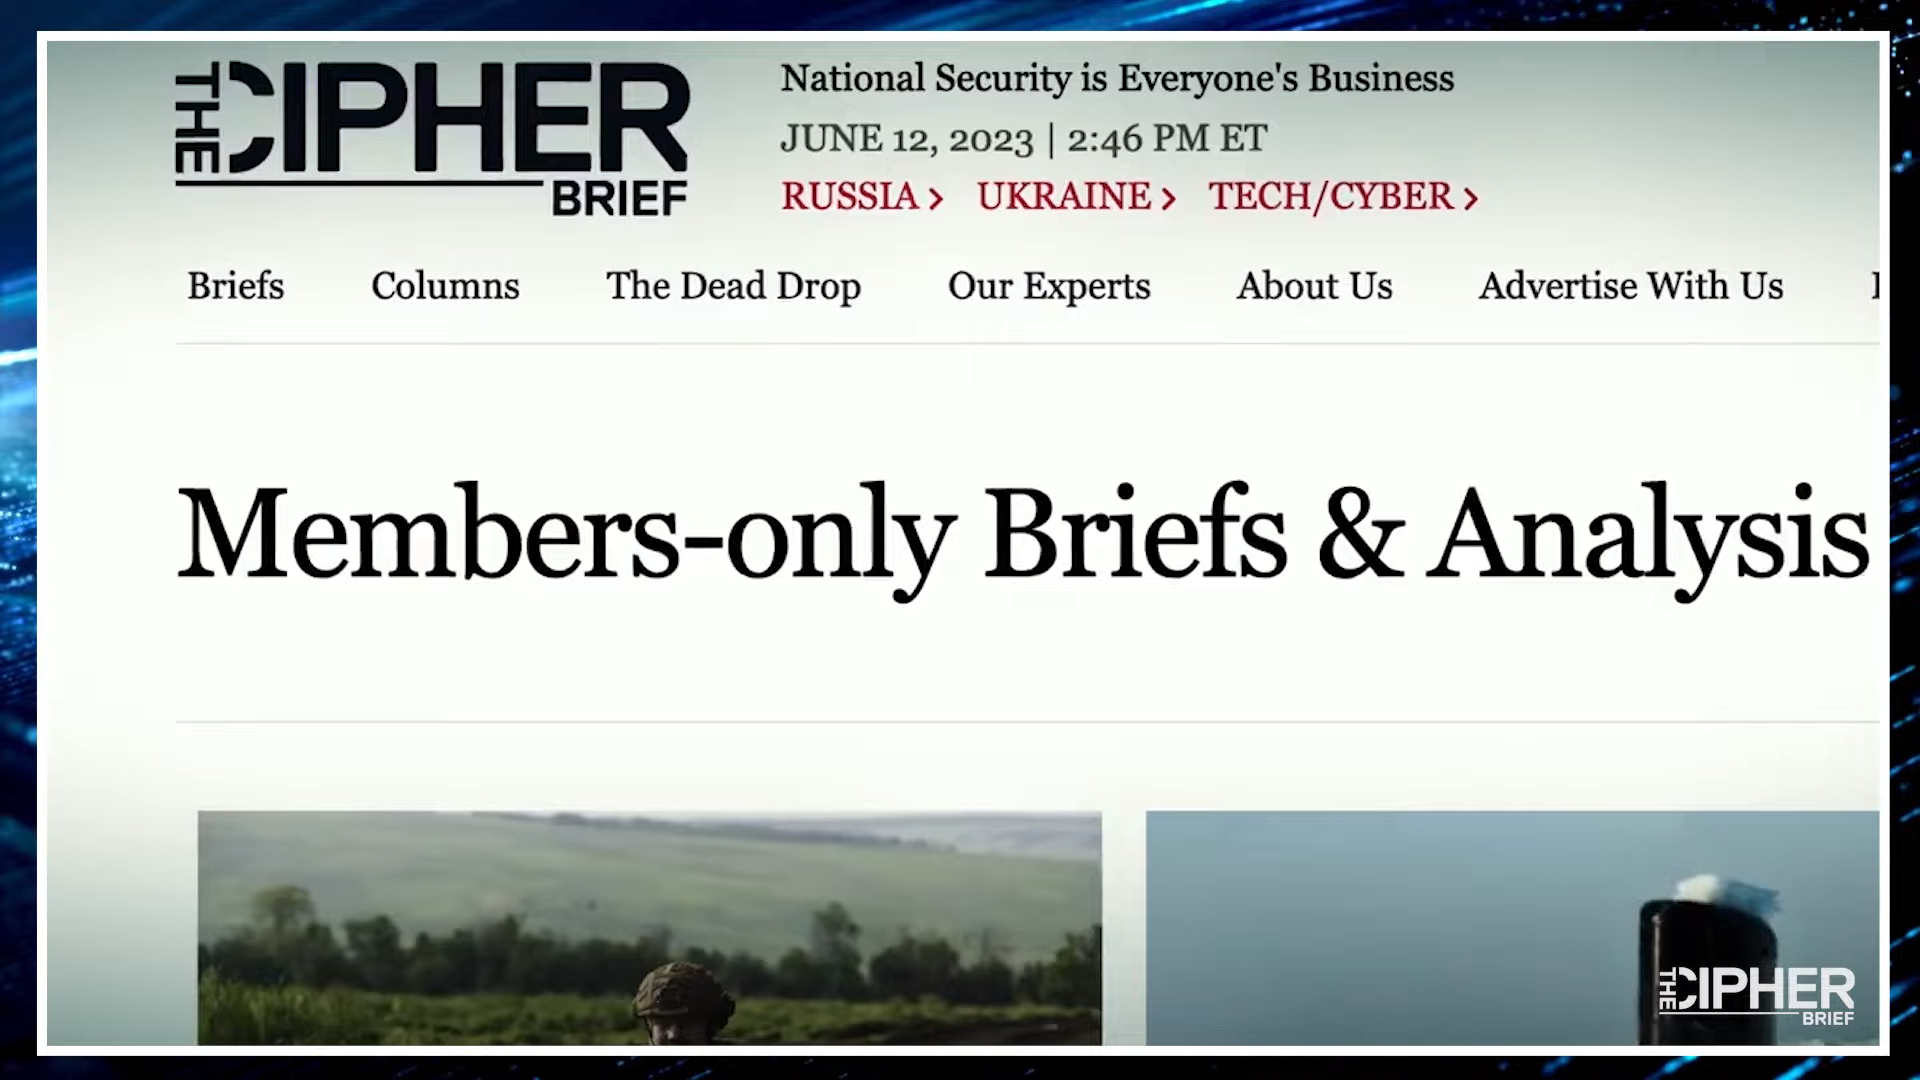 THE CIPHER BRIEF
National Security is Everyone's Business
JUNE 12, 2023 | 2:46 PM ET
RUSSIA > UKRAINE > TECH/CYBER >
Briefs Columns The Dead Drop Our Experts About Us Advertise With Us
Members-only Briefs & Analysis
THE CIPHER BRIEF